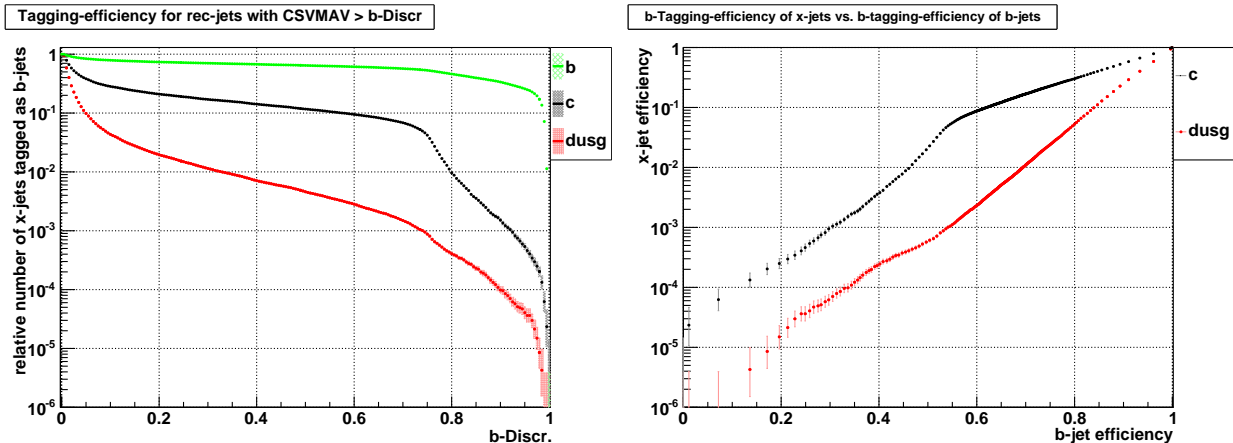 Tagging-efficiency for rec-jets with CSVMAV > b-Discr
relative number of x-jets tagged as b-jets
1
10^-1
10^-2
10^-3
10^-4
10^-5
10^-6
0 0.2 0.4 0.6 0.8 1
b-Discr.
b
c
dusg
b-Tagging-efficiency of x-jets vs. b-tagging-efficiency of b-jets
x-jet efficiency
1
10^-1
10^-2
10^-3
10^-4
10^-5
10^-6
0 0.2 0.4 0.6 0.8 1
b-jet efficiency
c
dusg